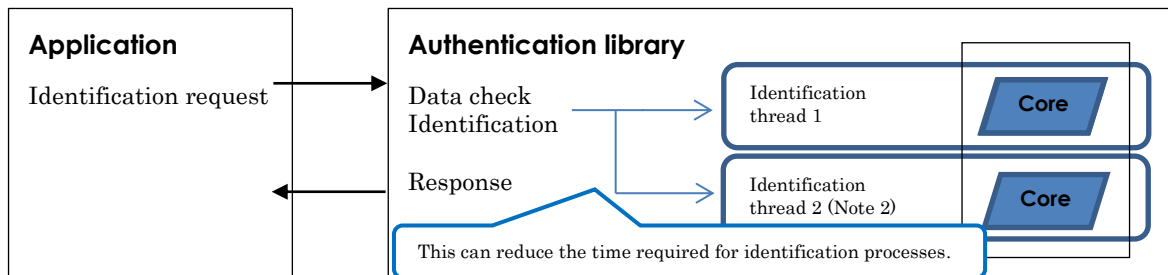 Application
Identification request
Authentication library
Data check
Identification
Response
Identification
thread 1
Core
Identification
thread 2 (Note 2)
Core
This can reduce the time required for identification processes.